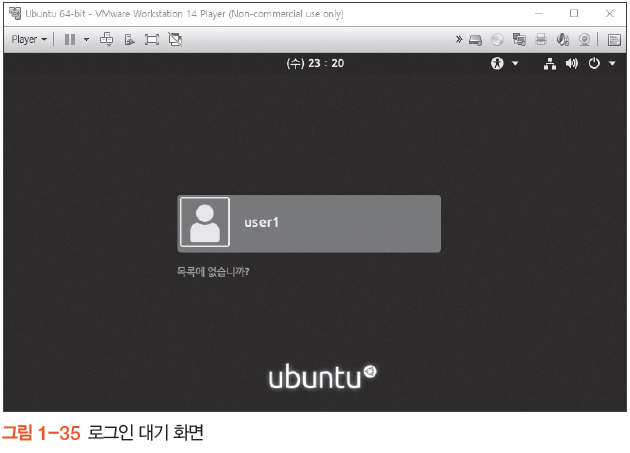 Ubuntu 64-bit - VMware Workstation 14 Player (Non-commercial use only)
Player
(수) 23 : 20
user1
목록에 없습니까?
ubuntu
그림 1-35 로그인 대기 화면